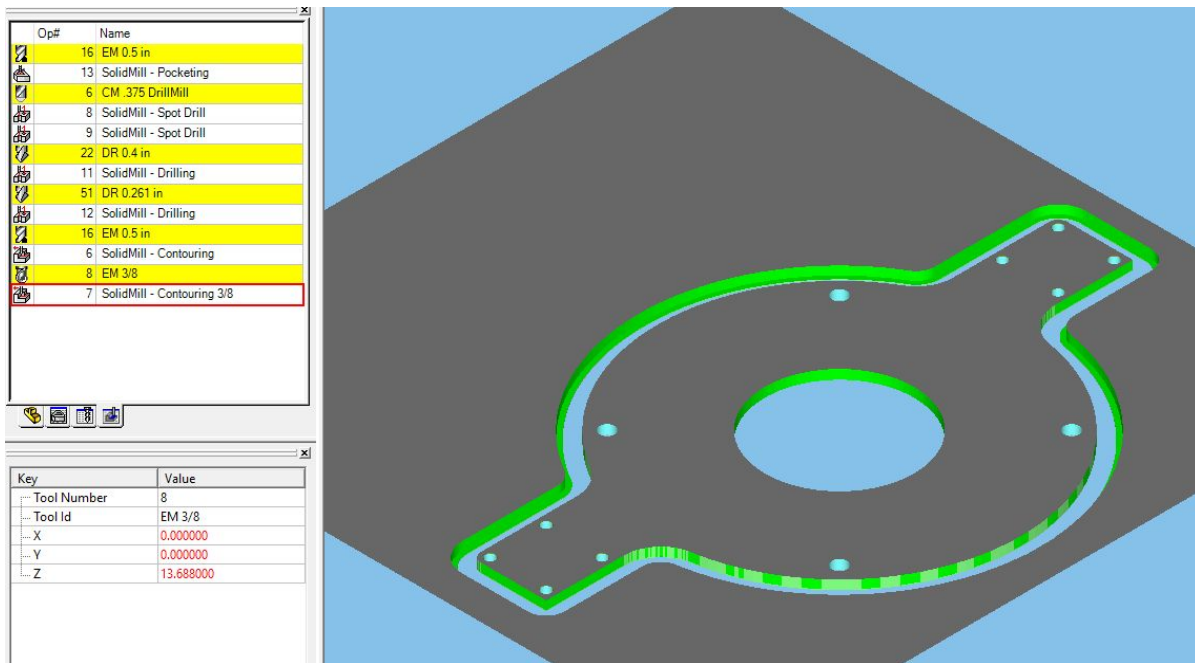 Op# Name
16 EM 0.5 in
13 SolidMill - Pocketing
6 CM .375 DrillMill
8 SolidMill - Spot Drill
9 SolidMill - Spot Drill
22 DR 0.4 in
11 SolidMill - Drilling
51 DR 0.261 in
12 SolidMill - Drilling
16 EM 0.5 in
6 SolidMill - Contouring
8 EM 3/8
7 SolidMill - Contouring 3/8
Key Value
Tool Number 8
Tool Id EM 3/8
X 0.000000
Y 0.000000
Z 13.688000